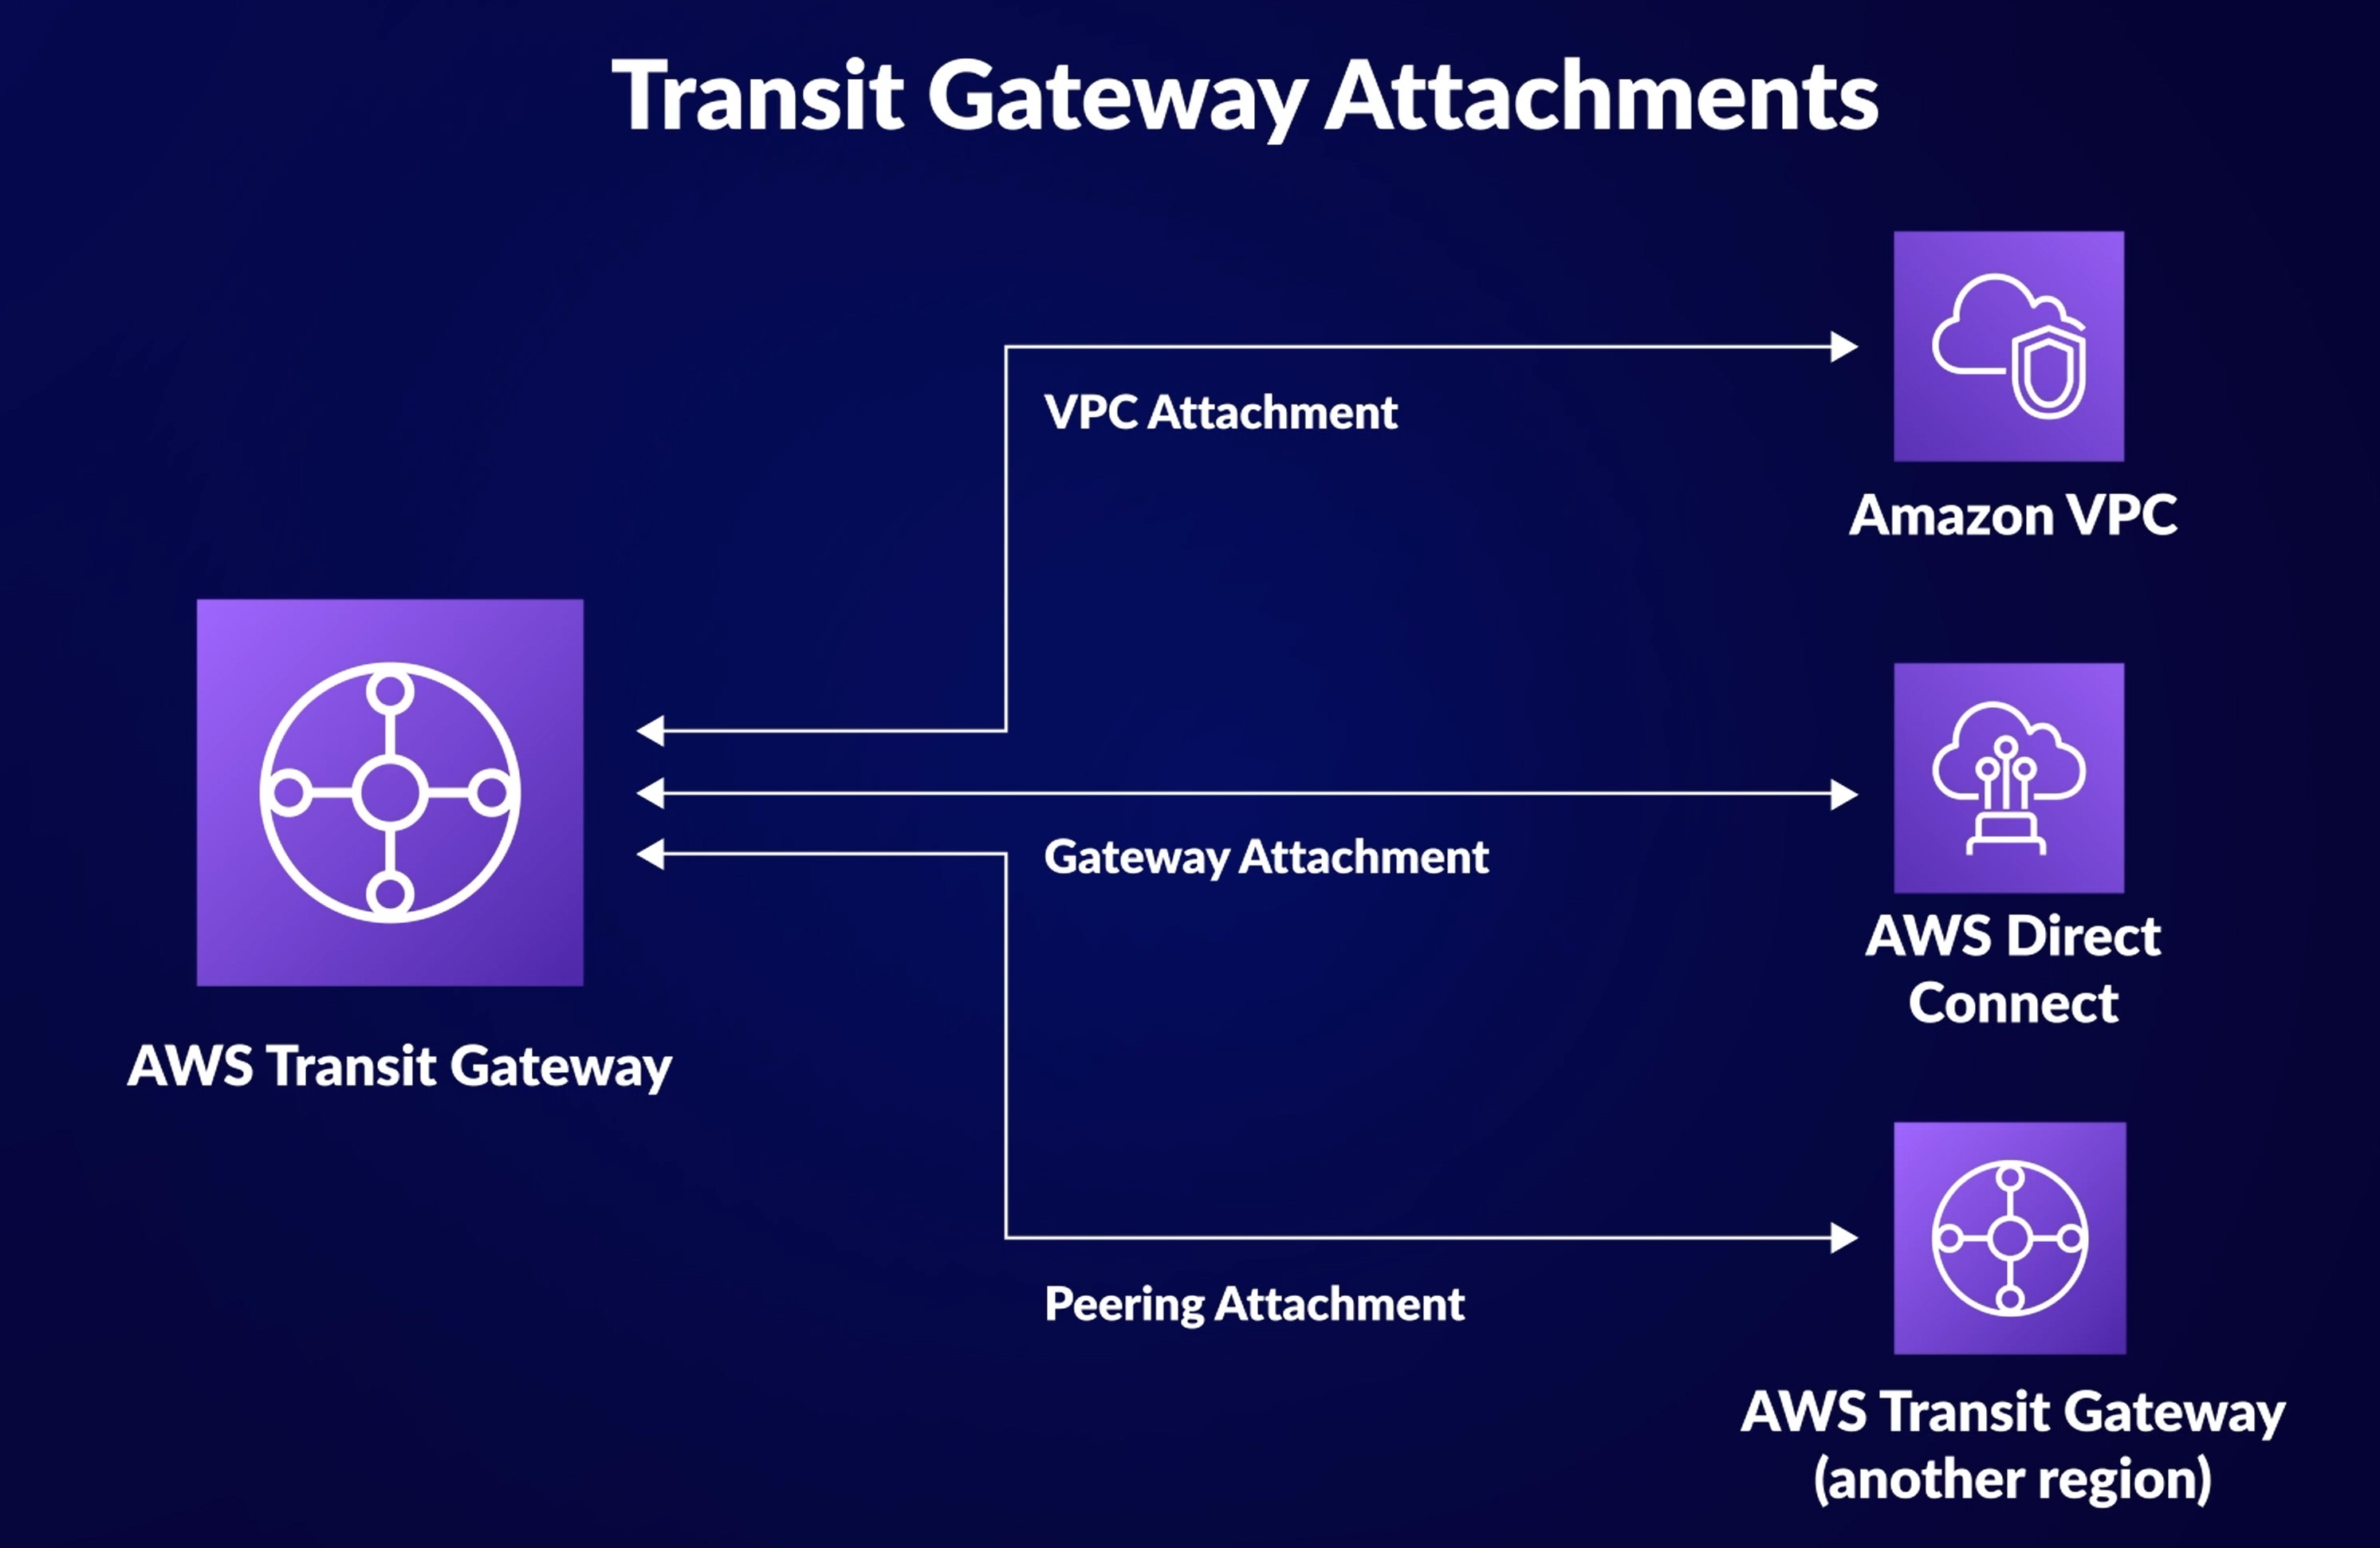 Transit Gateway Attachments
VPC Attachment
Amazon VPC
AWS Transit Gateway
Gateway Attachment
AWS Direct
Connect
Peering Attachment
AWS Transit Gateway
(another region)